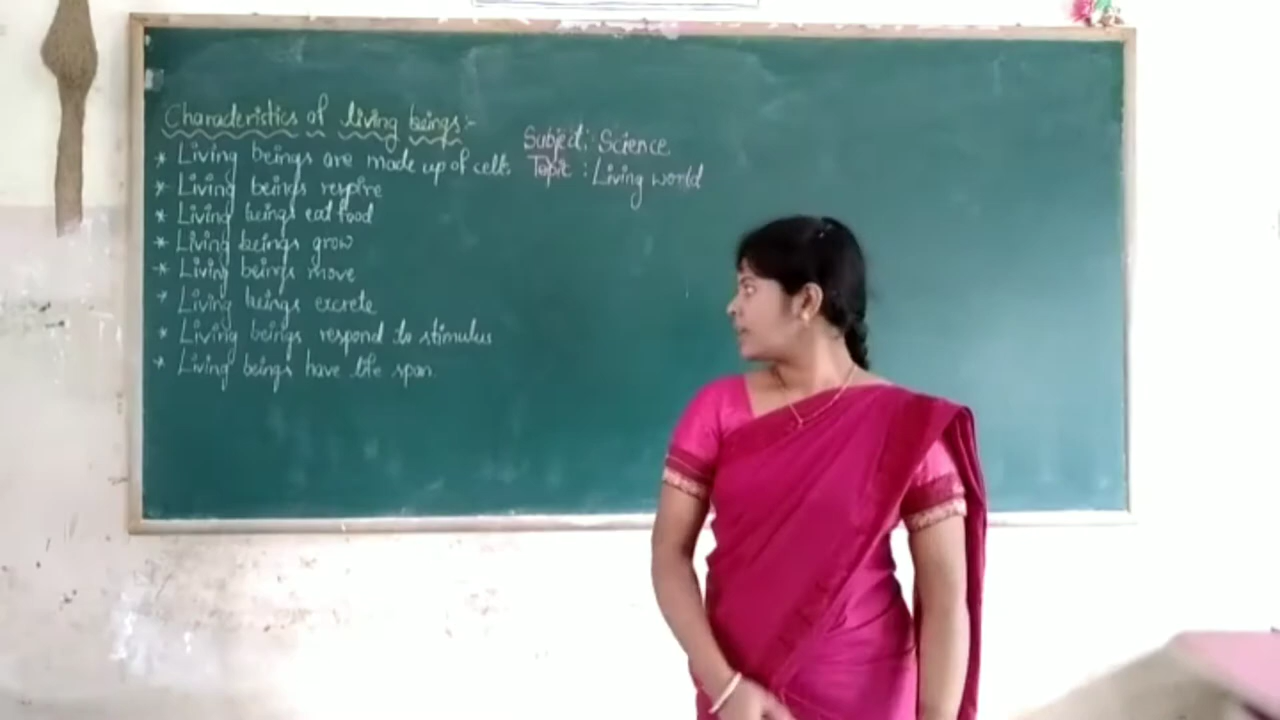 Characteristics of living beings:-
* Living beings are made up of cells.
* Living beings respire
* Living beings eat food
* Living beings grow
* Living beings move
* Living beings excrete
* Living beings respond to stimulus
* Living beings have life span.
Subject: Science
Topic : Living world